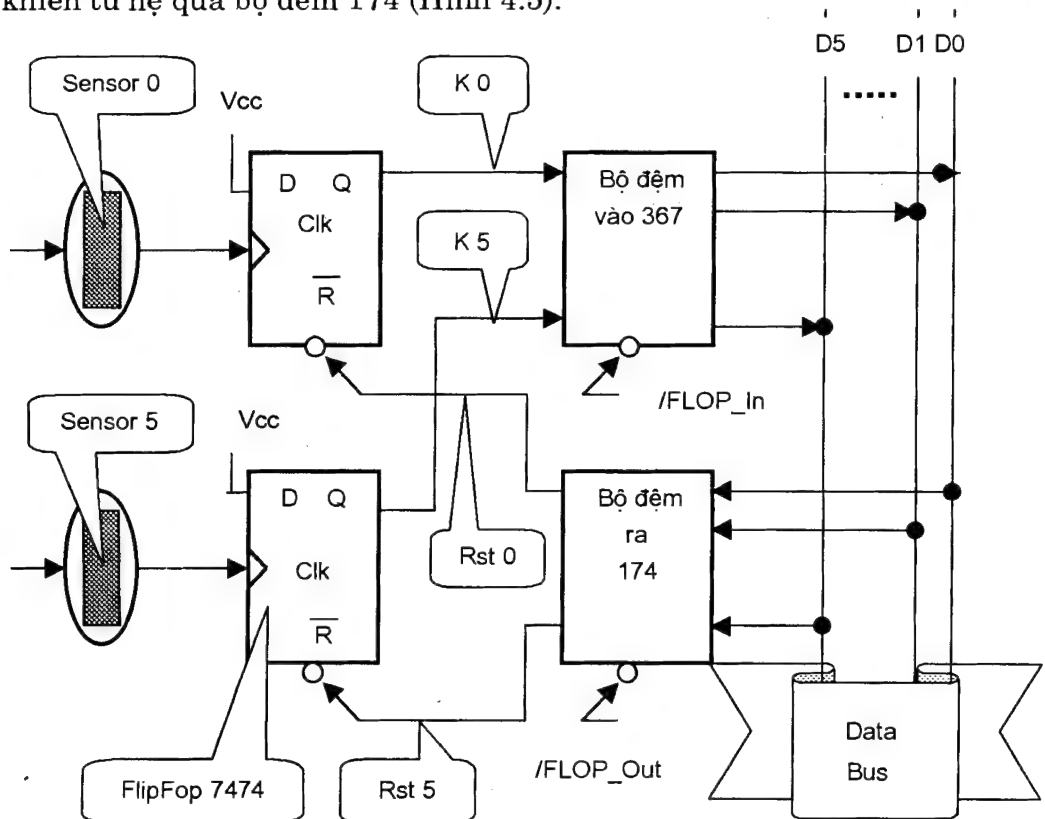 khiển từ hệ qua bộ đệm 174 (Hình 4.5).
D5 D1 D0
Sensor 0
Vcc
K 0
D Q
Clk
R
Bộ đệm
vào 367
K 5
/FLOP_In
Sensor 5
Vcc
D Q
Clk
R
Rst 0
Bộ đệm
ra
174
FlipFop 7474
Rst 5
/FLOP_Out
Data
Bus